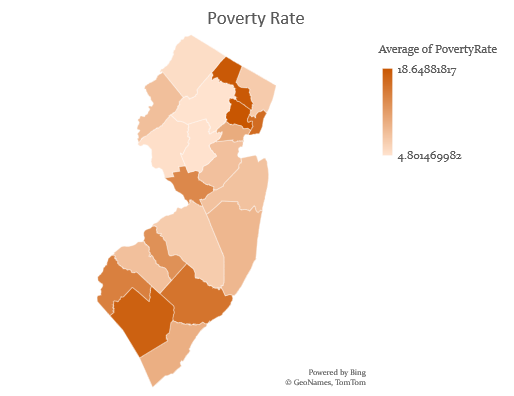 Poverty Rate
Average of PovertyRate
18.64881817
4.801469982
Powered by Bing
© GeoNames, TomTom